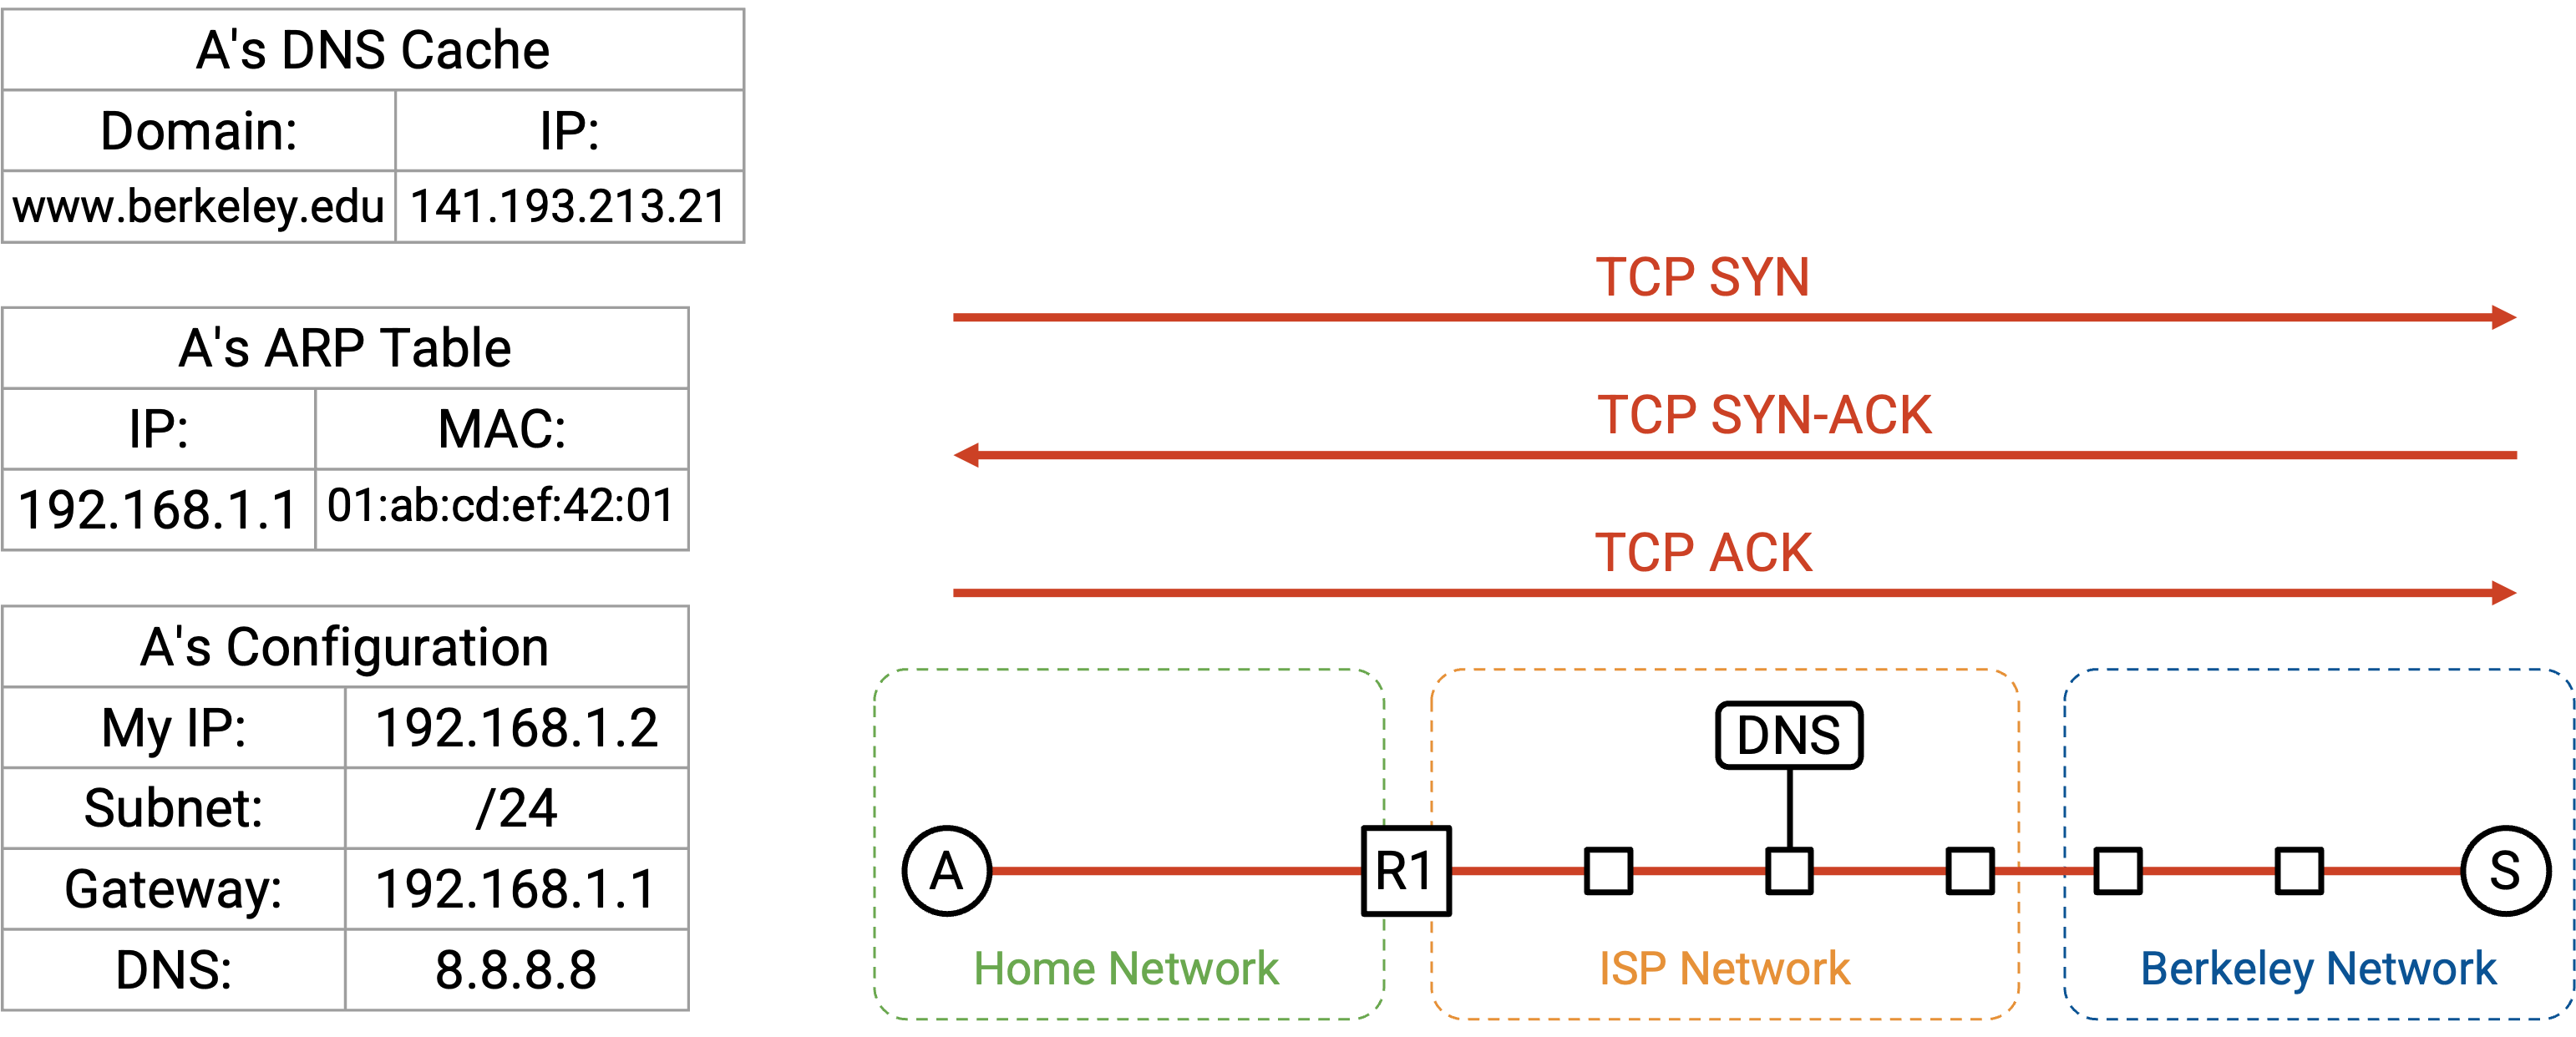 A's DNS Cache
Domain: IP:
www.berkeley.edu 141.193.213.21
A's ARP Table
IP: MAC:
192.168.1.1 01:ab:cd:ef:42:01
A's Configuration
My IP: 192.168.1.2
Subnet: /24
Gateway: 192.168.1.1
DNS: 8.8.8.8
TCP SYN
TCP SYN-ACK
TCP ACK
DNS
A
R1
S
Home Network
ISP Network
Berkeley Network